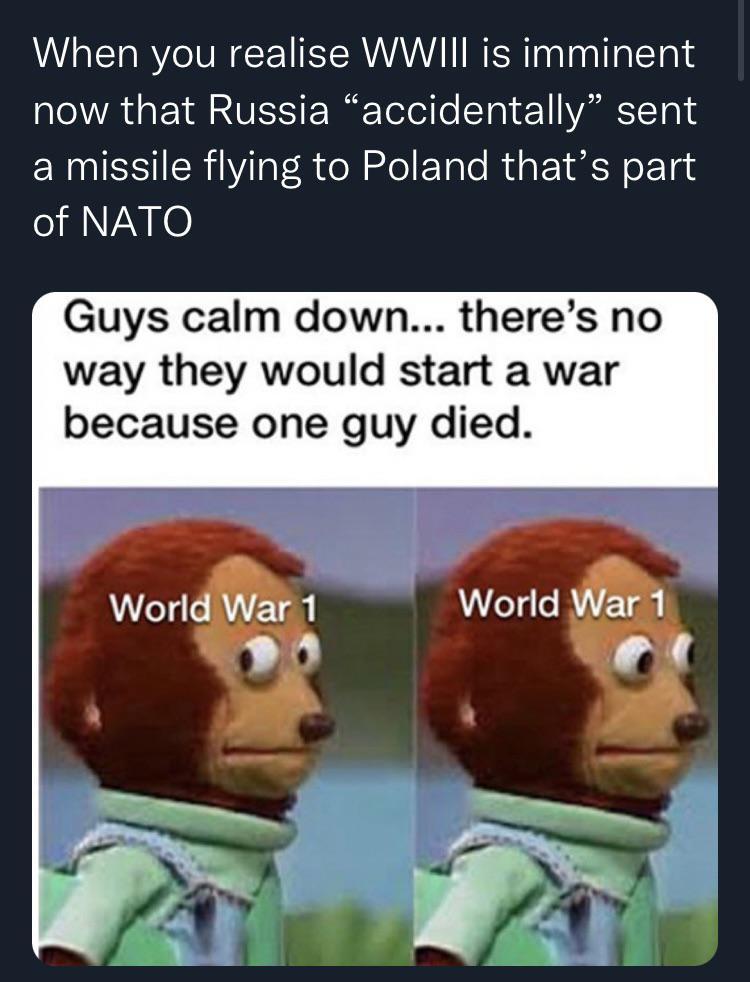 When you realise WWIII is imminent
now that Russia “accidentally” sent
a missile flying to Poland that’s part
of NATO
Guys calm down... there’s no
way they would start a war
because one guy died.
World War 1
World War 1